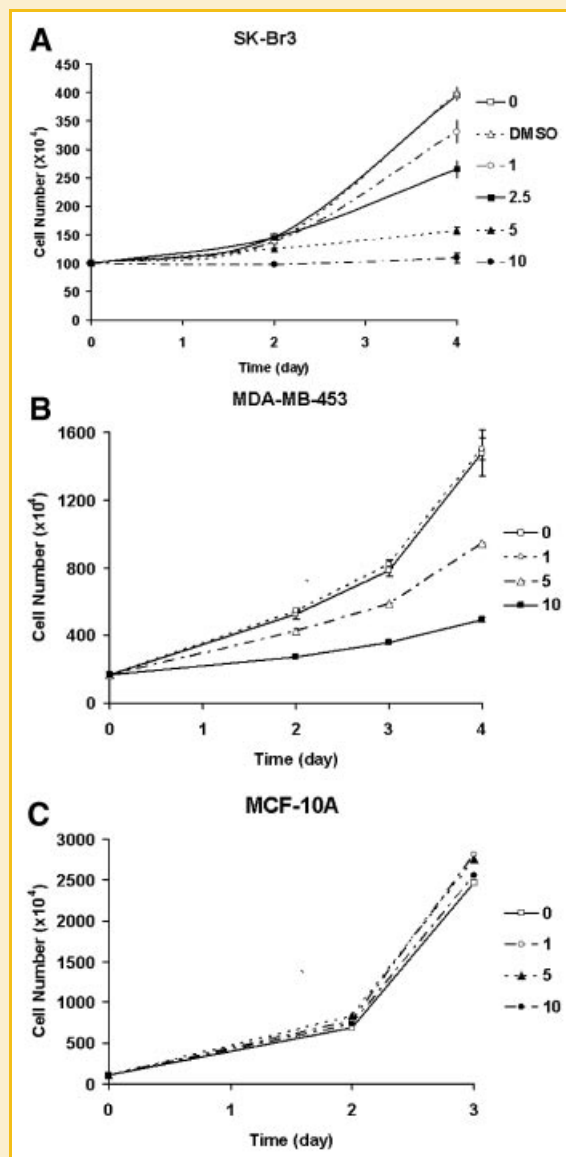 A
SK-Br3
450
400
350
300
250
200
150
100
50
0
Cell Number (X10⁴)
0 1 2 3 4
Time (day)
0
DMSO
1
2.5
5
10
B
MDA-MB-453
1600
1200
800
400
0
Cell Number (x10⁴)
0 1 2 3 4
Time (day)
0
1
5
10
C
MCF-10A
3000
2500
2000
1500
1000
500
0
Cell Number (x10⁴)
0 1 2 3
Time (day)
0
1
5
10